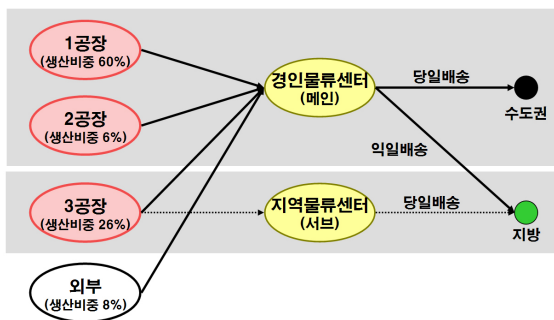 1공장
(생산비중 60%)
2공장
(생산비중 6%)
3공장
(생산비중 26%)
외부
(생산비중 8%)
경인물류센터
(메인)
지역물류센터
(서브)
당일배송
익일배송
당일배송
수도권
지방